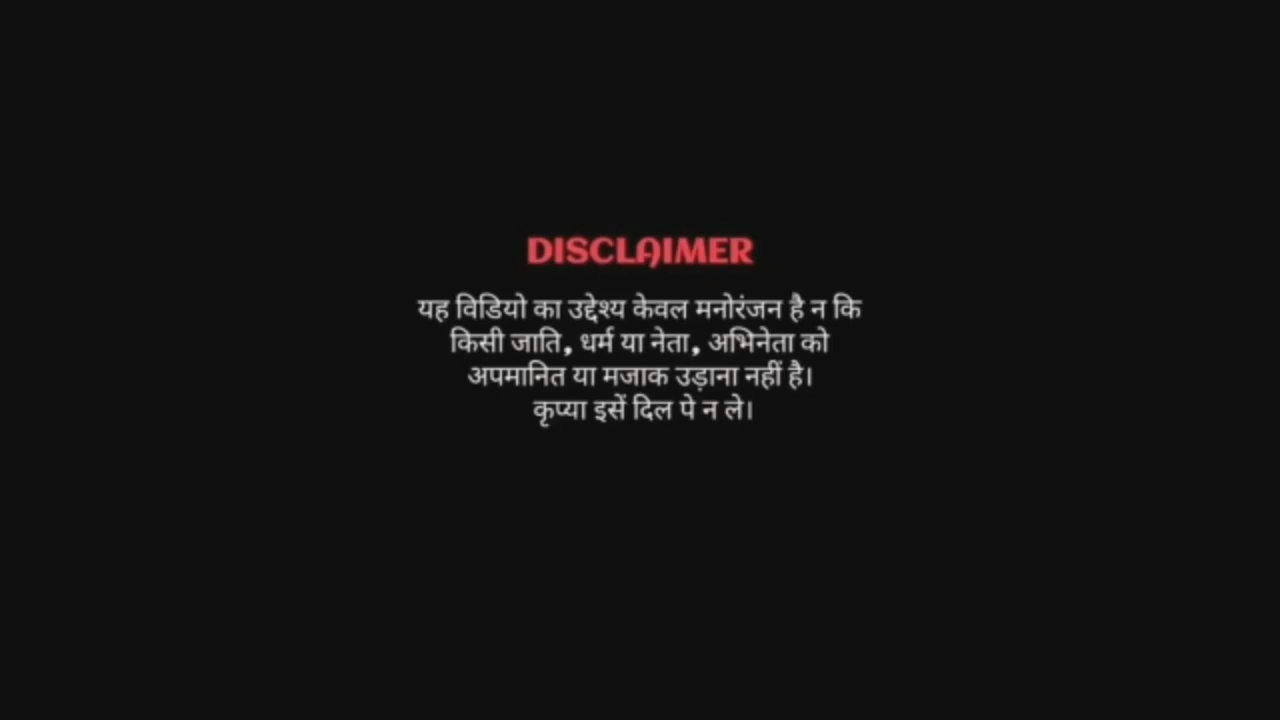 DISCLAIMER
यह विडियो का उद्देश्य केवल मनोरंजन है न कि
किसी जाति, धर्म या नेता, अभिनेता को
अपमानित या मजाक उड़ाना नहीं है।
कृप्या इसें दिल पे न ले।